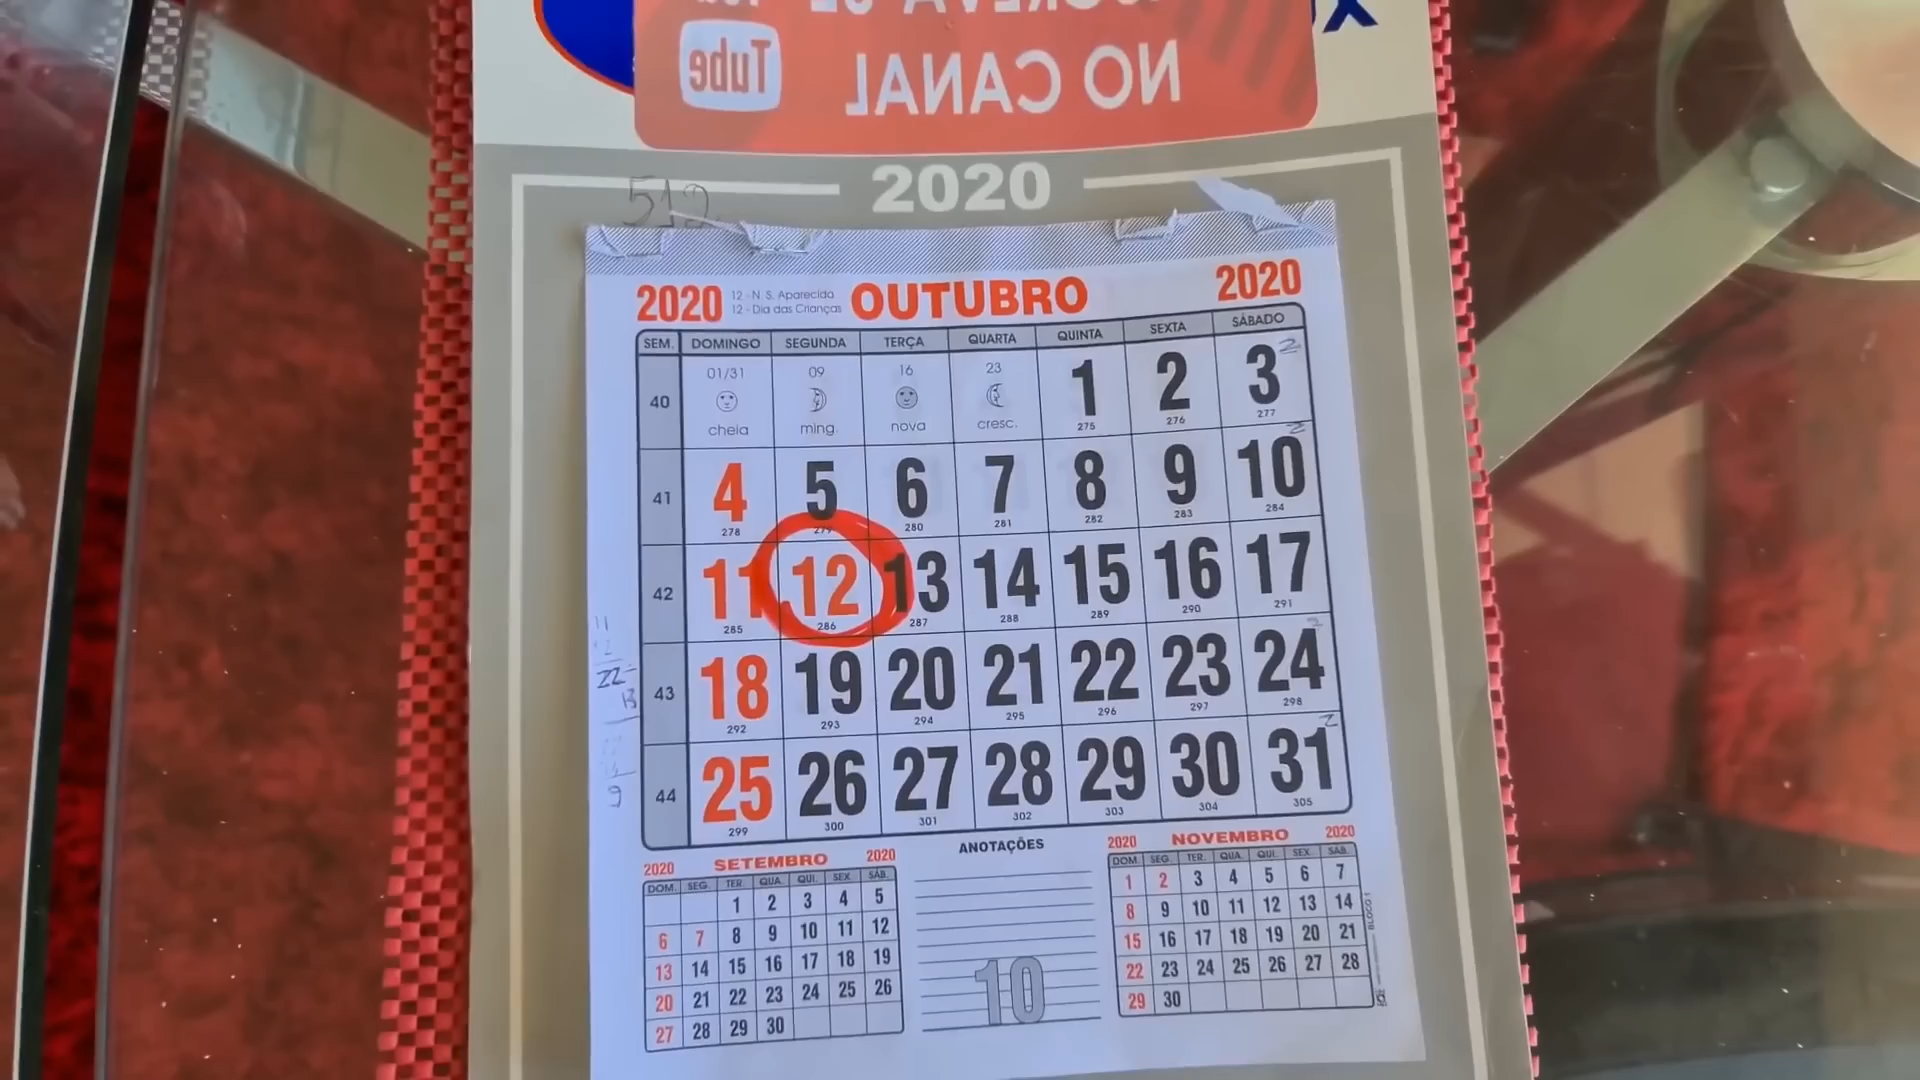 NO CANAL
Tube
2020
512
2020 12 - N. S. Aparecida OUTUBRO 2020
12 - Dia das Crianças
SEM. DOMINGO SEGUNDA TERÇA QUARTA QUINTA SEXTA SÁBADO
01/31 09 16 23
40 1 2 3 2
cheia ming. nova cresc. 275 276 277
41 4 5 6 7 8 9 10 2
278 279 280 281 282 283 284
42 11 12 13 14 15 16 17
285 286 287 288 289 290 291
43 18 19 20 21 22 23 24
292 293 294 295 296 297 298
44 25 26 27 28 29 30 31
299 300 301 302 303 304 305
22
13
9
2020 SETEMBRO 2020
DOM. SEG. TER. QUA. QUI. SEX. SÁB.
1 2 3 4 5
6 7 8 9 10 11 12
13 14 15 16 17 18 19
20 21 22 23 24 25 26
27 28 29 30
ANOTAÇÕES
10
2020 NOVEMBRO 2020
DOM. SEG. TER. QUA. QUI. SEX. SÁB.
1 2 3 4 5 6 7
8 9 10 11 12 13 14
15 16 17 18 19 20 21
22 23 24 25 26 27 28
29 30
BLOCO 1